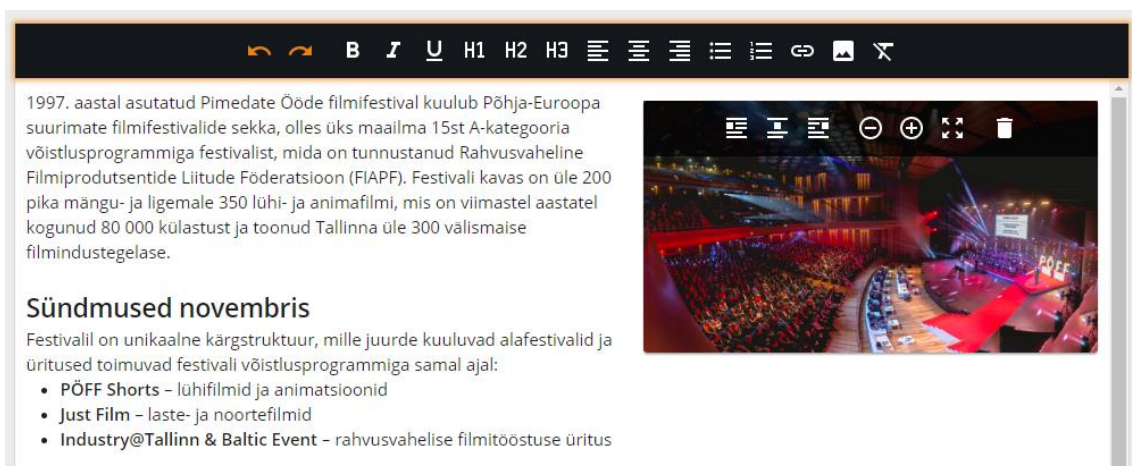 B I U H1 H2 H3
1997. aastal asutatud Pimedate Ööde filmifestival kuulub Põhja-Euroopa
suurimate filmifestivalide sekka, olles üks maailma 15st A-kategooria
võistlusprogrammiga festivalist, mida on tunnustanud Rahvusvaheline
Filmiprodutsentide Liitude Föderatsioon (FIAPF). Festivali kavas on üle 200
pika mängu- ja ligemale 350 lühi- ja animafilmi, mis on viimastel aastatel
kogunud 80 000 külastust ja toonud Tallinna üle 300 välismaise
filmindustegelase.
Sündmused novembris
Festivalil on unikaalne kärgstruktuur, mille juurde kuuluvad alafestivalid ja
üritused toimuvad festivali võistlusprogrammiga samal ajal:
• PÖFF Shorts – lühifilmid ja animatsioonid
• Just Film – laste- ja noortefilmid
• Industry@Tallinn & Baltic Event – rahvusvahelise filmitööstuse üritus
PÖFF